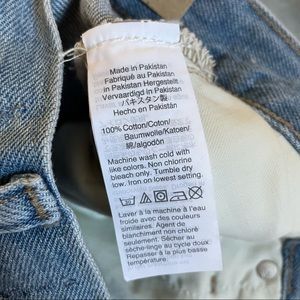 Made in Pakistan
Fabriqué au Pakistan
in Pakistan Hergestellt
Vervaardigd in Pakistan
パキスタン製
Hecho en Pakistán
100% Cotton/Coton/
Baumwolle/Katoen/
綿/algodón
Machine wash cold with
like colors. Non chlorine
bleach only. Tumble dry
low. Iron on lowest setting.
Laver à la machine à l'eau
froide avec des couleurs
similaires. Agent de
blanchiment non chloré
seulement. Sécher au
sèche-linge au cycle doux.
Repasser à la plus basse
température.